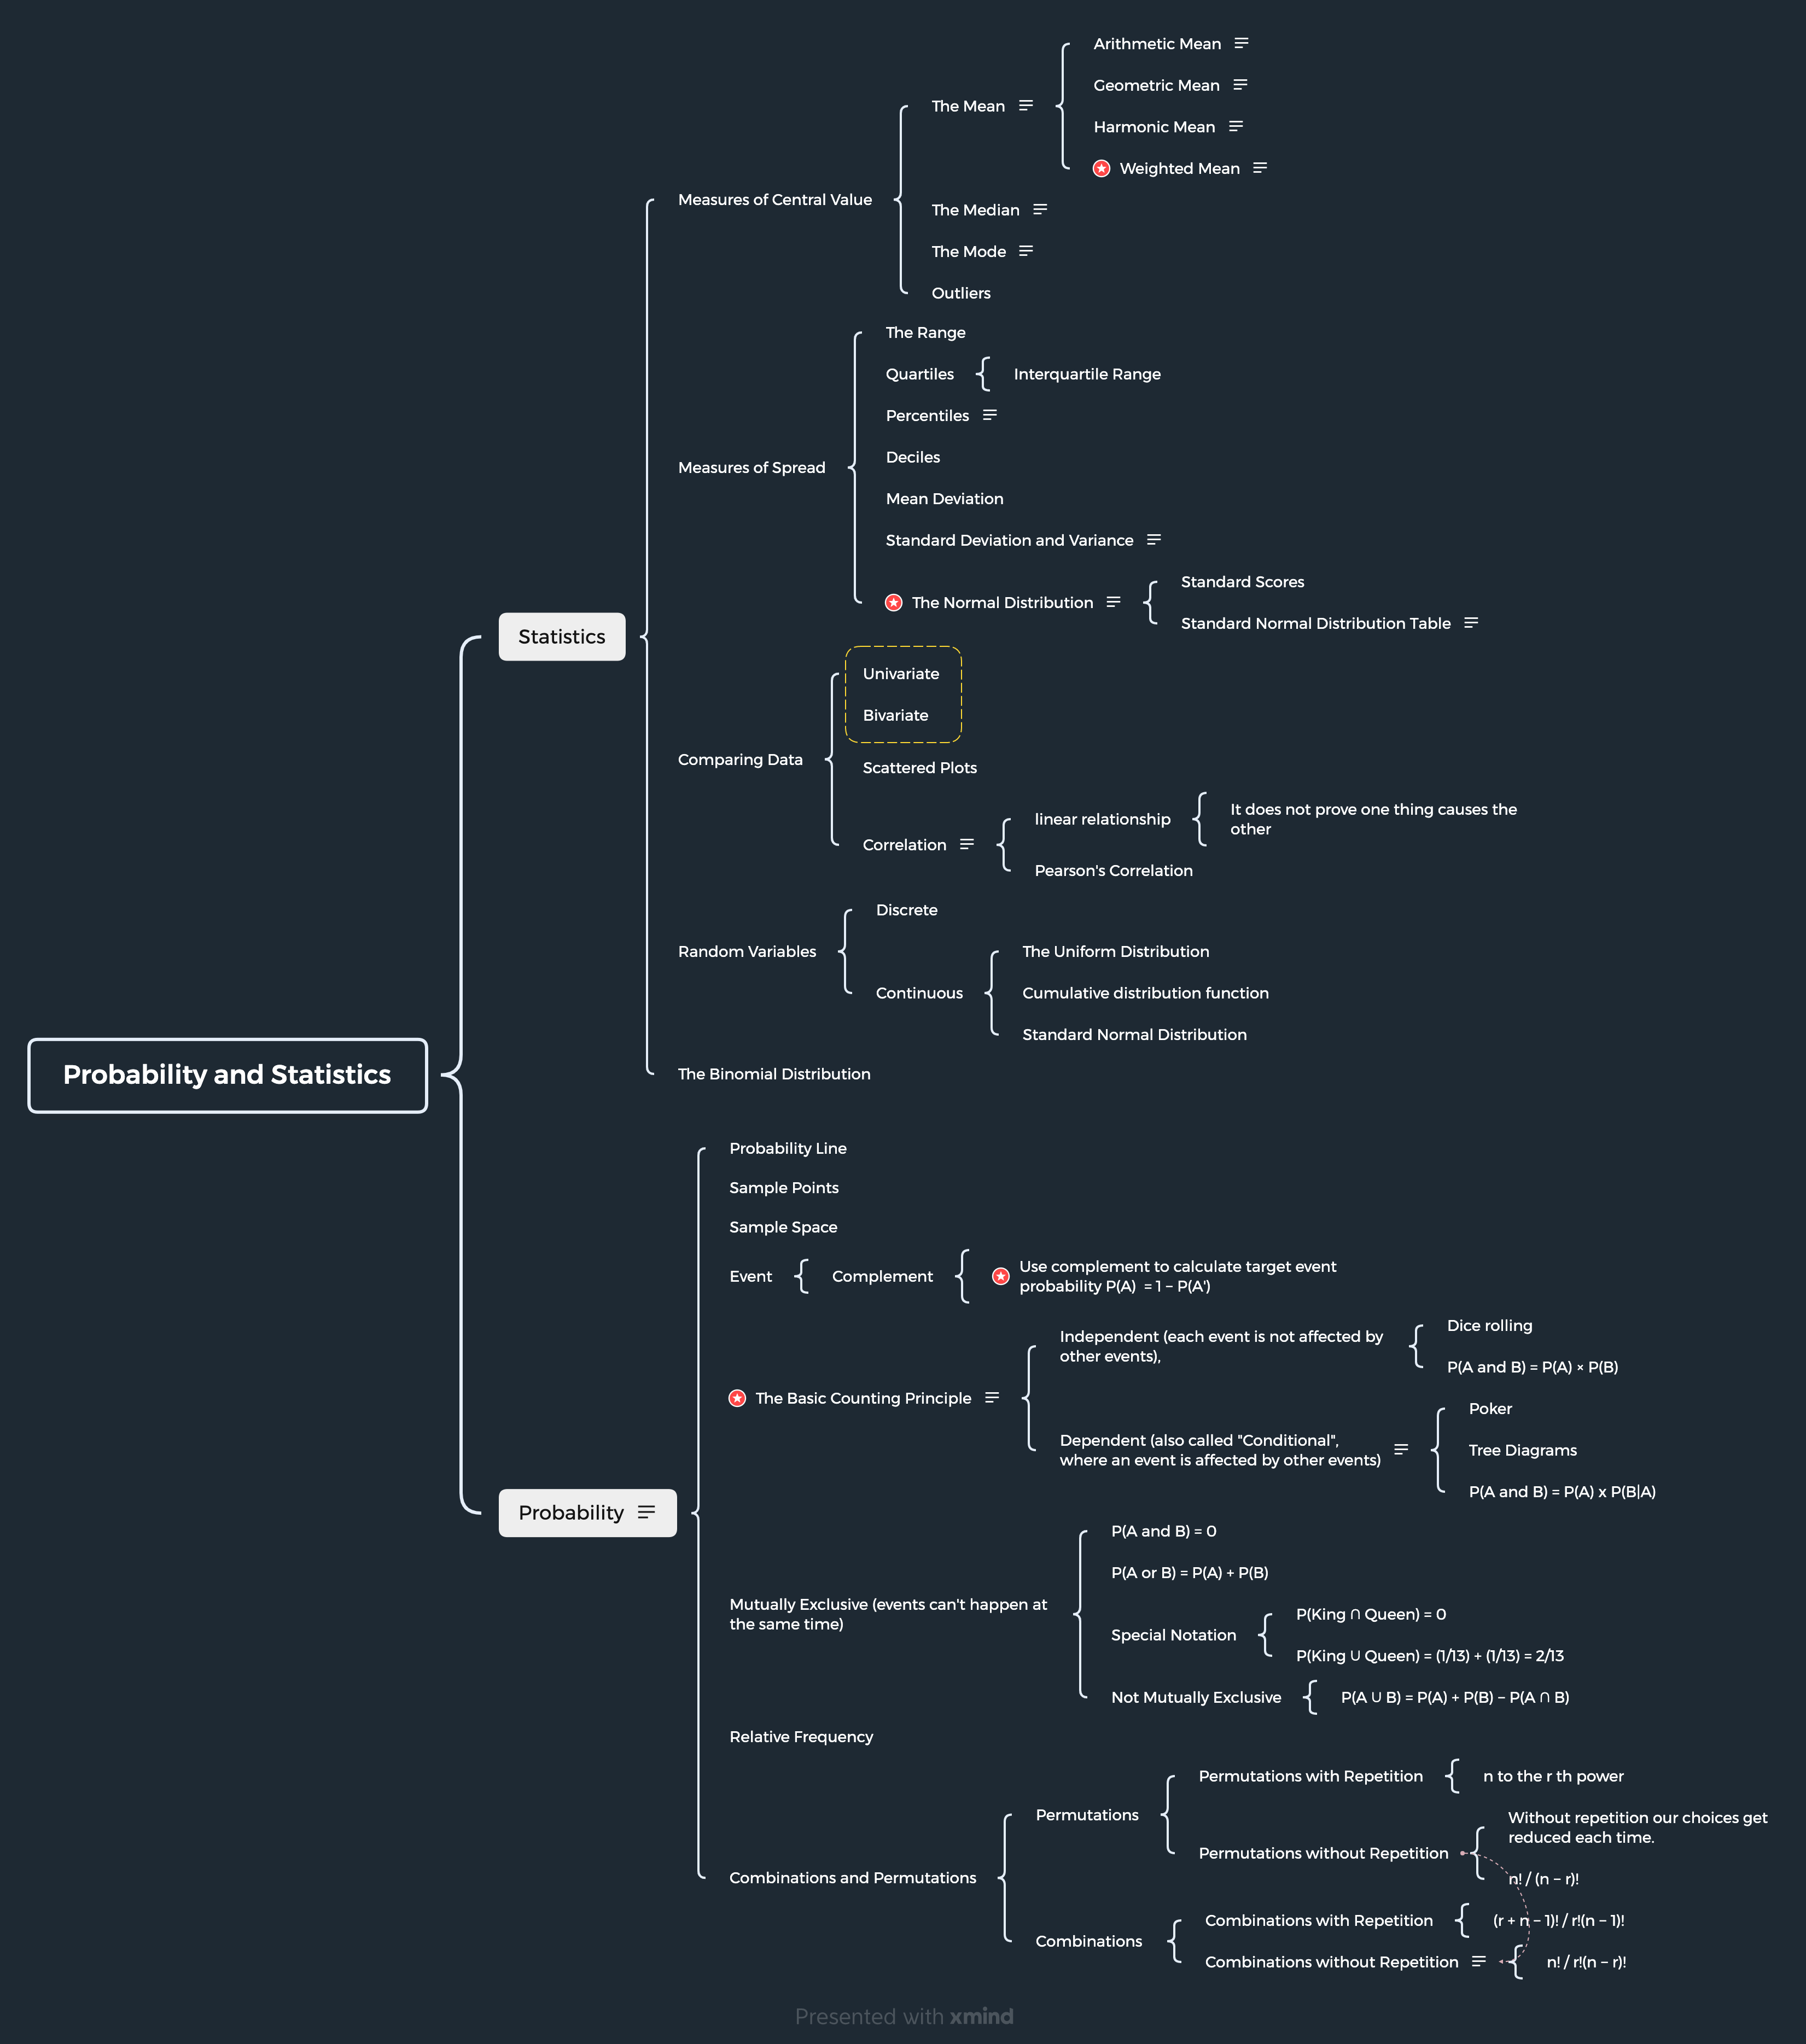 Probability and Statistics
Statistics
Measures of Central Value
The Mean
Arithmetic Mean
Geometric Mean
Harmonic Mean
Weighted Mean
The Median
The Mode
Outliers
Measures of Spread
The Range
Quartiles
Interquartile Range
Percentiles
Deciles
Mean Deviation
Standard Deviation and Variance
The Normal Distribution
Standard Scores
Standard Normal Distribution Table
Comparing Data
Univariate
Bivariate
Scattered Plots
Correlation
linear relationship
It does not prove one thing causes the
other
Pearson's Correlation
Random Variables
Discrete
Continuous
The Uniform Distribution
Cumulative distribution function
Standard Normal Distribution
The Binomial Distribution
Probability
Probability Line
Sample Points
Sample Space
Event
Complement
Use complement to calculate target event
probability P(A)  = 1 − P(A')
The Basic Counting Principle
Independent (each event is not affected by
other events),
Dice rolling
P(A and B) = P(A) × P(B)
Dependent (also called "Conditional",
where an event is affected by other events)
Poker
Tree Diagrams
P(A and B) = P(A) x P(B|A)
Mutually Exclusive (events can't happen at
the same time)
P(A and B) = 0
P(A or B) = P(A) + P(B)
Special Notation
P(King ∩ Queen) = 0
P(King ∪ Queen) = (1/13) + (1/13) = 2/13
Not Mutually Exclusive
P(A ∪ B) = P(A) + P(B) − P(A ∩ B)
Relative Frequency
Combinations and Permutations
Permutations
Permutations with Repetition
n to the r th power
Permutations without Repetition
Without repetition our choices get
reduced each time.
n! / (n − r)!
Combinations
Combinations with Repetition
(r + n − 1)! / r!(n − 1)!
Combinations without Repetition
n! / r!(n − r)!
Presented with xmind